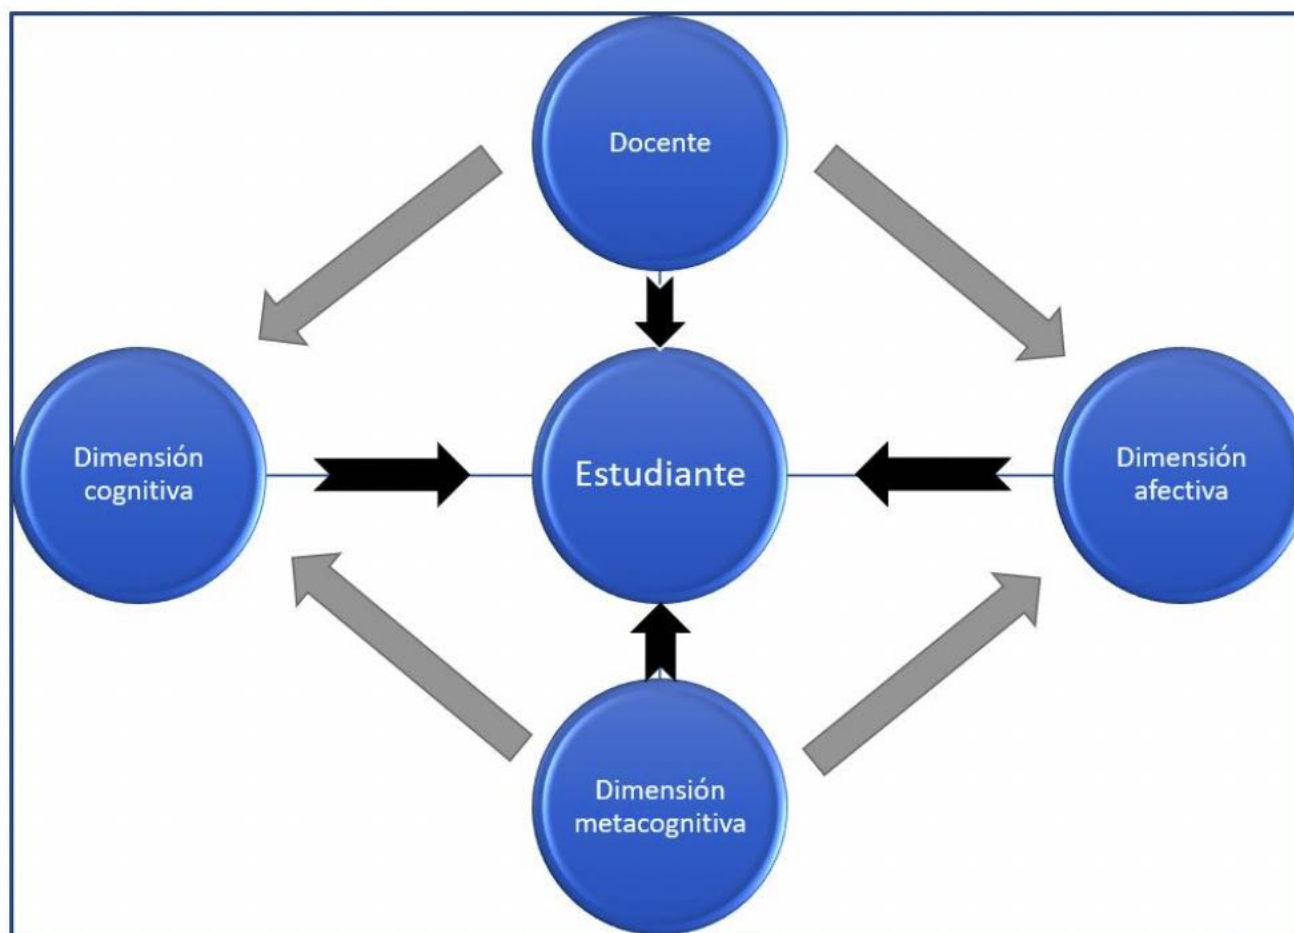 Docente
Dimensión
cognitiva
Estudiante
Dimensión
afectiva
Dimensión
metacognitiva